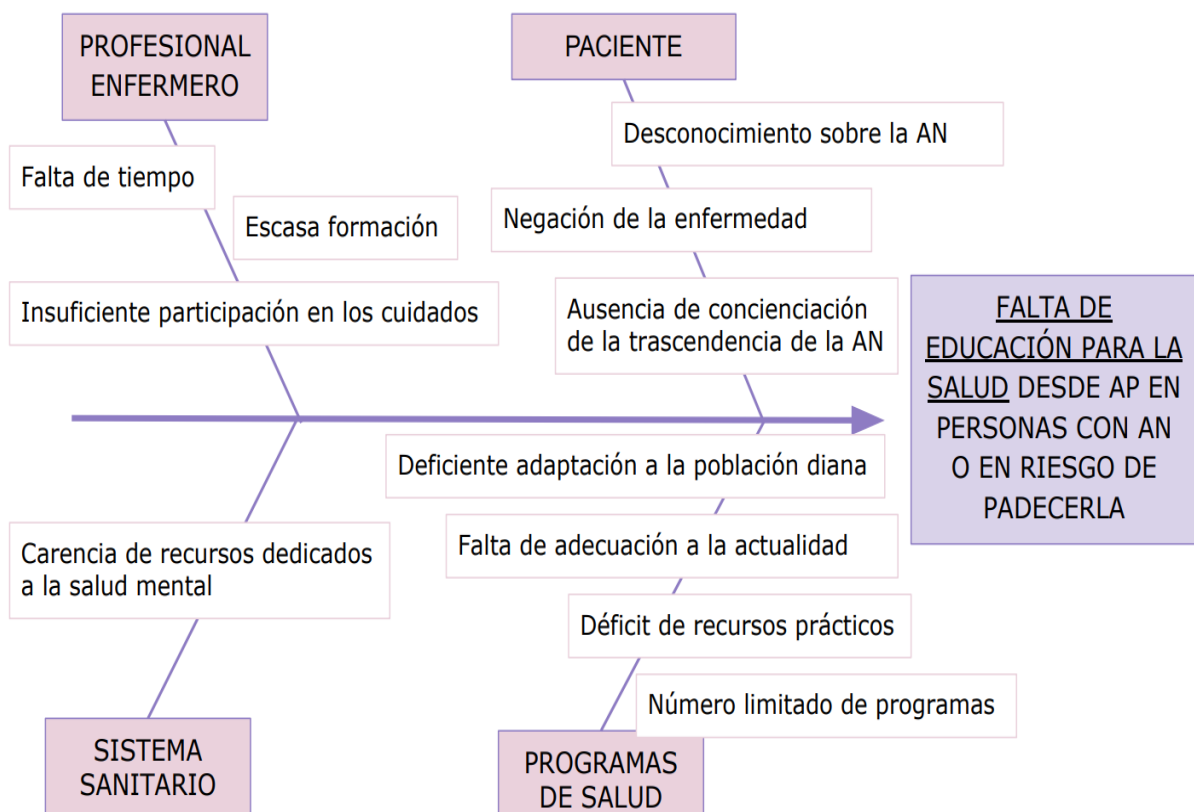 PROFESIONAL
ENFERMERO
PACIENTE
Desconocimiento sobre la AN
Falta de tiempo
Negación de la enfermedad
Escasa formación
Insuficiente participación en los cuidados
Ausencia de concienciación
de la trascendencia de la AN
FALTA DE
EDUCACIÓN PARA LA
SALUD DESDE AP EN
PERSONAS CON AN
O EN RIESGO DE
PADECERLA
Deficiente adaptación a la población diana
Carencia de recursos dedicados
a la salud mental
Falta de adecuación a la actualidad
Déficit de recursos prácticos
Número limitado de programas
SISTEMA
SANITARIO
PROGRAMAS
DE SALUD